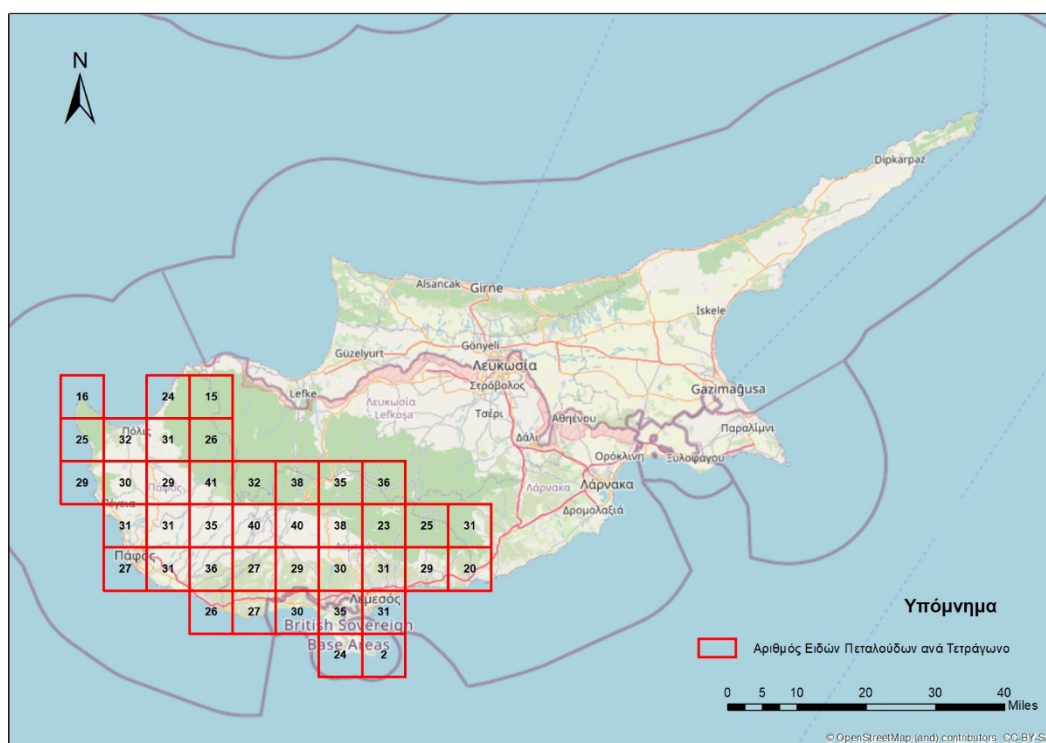 N
Dipkarpaz
Alsancak
Girne
İskele
Güzelyurt
Gönyeli
Λευκωσία
Στρόβολος
Gazimağusa
Lefke
Λευκωσία
Lefkoşa
Τσέρι
Αθηένου
Παραλίμνι
Δάλι
Ορόκλινη
Ξυλοφάγου
Λάρνακα
Λάρνακα
Δρομολαξιά
16 24 15
Πόλις
25 32 31 26
29 30 29 41 32 38 35 36
Πάφος
Πέγεια
31 31 35 40 40 38 23 25 31
Λεμεσός
Πάφος
27 31 36 27 29 30 31 29 20
Λεμεσός
26 27 30 35 31
British Sovereign
Base Areas
24 2
Υπόμνημα
Αριθμός Ειδών Πεταλούδων ανά Τετράγωνο
0 5 10 20 30 40
Miles
© OpenStreetMap (and) contributors, CC-BY-S